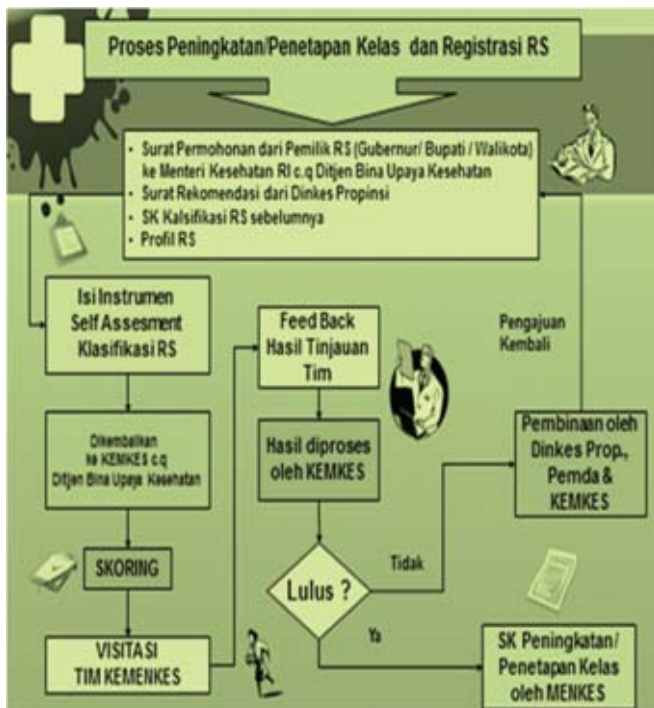 Proses Peningkatan/Penetapan Kelas dan Registrasi RS
• Surat Permohonan dari Pemilik RS (Gubernur/ Bupati / Walikota)
ke Menteri Kesehatan RI c.q Ditjen Bina Upaya Kesehatan
• Surat Rekomendasi dari Dinkes Propinsi
• SK Kalsifikasi RS sebelumnya
• Profil RS
Isi Instrumen
Self Assesment
Klasifikasi RS
Dikembalikan
ke KEMKES c.q
Ditjen Bina Upaya Kesehatan
SKORING
VISITASI
TIM KEMENKES
Feed Back
Hasil Tinjauan
Tim
Hasil diproses
oleh KEMKES
Lulus ?
Tidak
Ya
Pengajuan
Kembali
Pembinaan oleh
Dinkes Prop.,
Pemda &
KEMKES
SK Peningkatan/
Penetapan Kelas
oleh MENKES